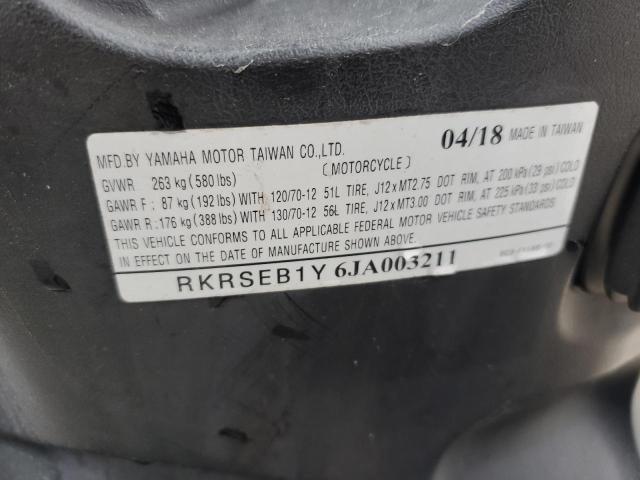 MFD.BY YAMAHA MOTOR TAIWAN CO.,LTD. 04/18 MADE IN TAIWAN
GVWR 263 kg (580 lbs) (MOTORCYCLE)
GAWR F : 87 kg (192 lbs) WITH 120/70-12 51L TIRE, J12 x MT2.75 DOT RIM, AT 200 kPa (29 psi) COLD
GAWR R : 176 kg (388 lbs) WITH 130/70-12 56L TIRE, J12 x MT3.00 DOT RIM, AT 225 kPa (33 psi) COLD
THIS VEHICLE CONFORMS TO ALL APPLICABLE FEDERAL MOTOR VEHICLE SAFETY STANDARDS
IN EFFECT ON THE DATE OF MANUFACTURE SHOWN ABOVE.
RKRSEB1Y 6JA003211